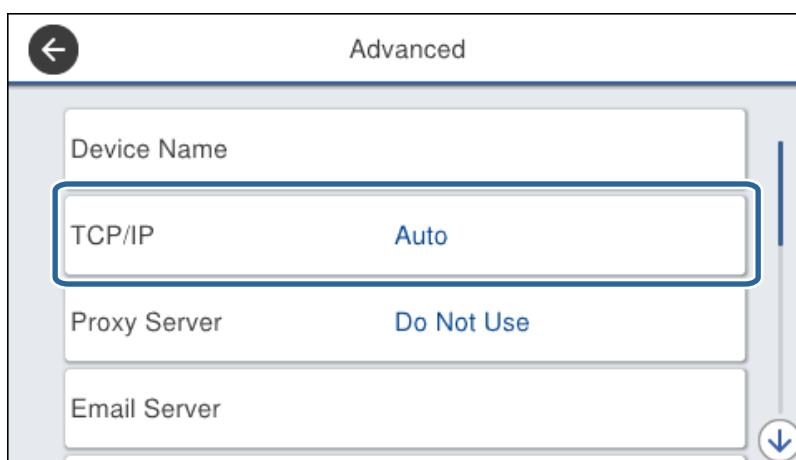 Advanced
Device Name
TCP/IP Auto
Proxy Server Do Not Use
Email Server